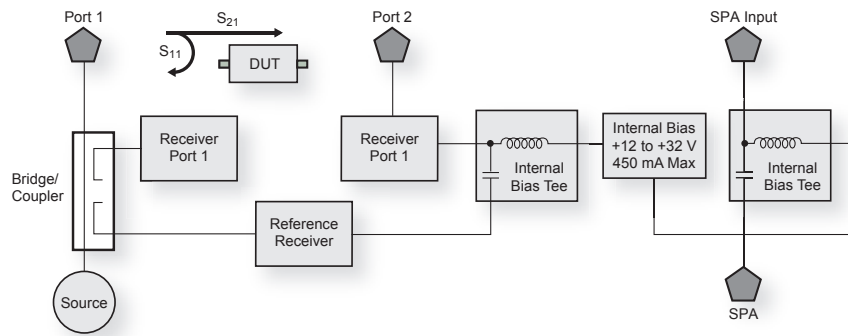 Port 1
S21
S11
DUT
Port 2
SPA Input
Receiver
Port 1
Receiver
Port 1
Internal
Bias Tee
Internal Bias
+12 to +32 V
450 mA Max
Internal
Bias Tee
Bridge/
Coupler
Reference
Receiver
Source
SPA